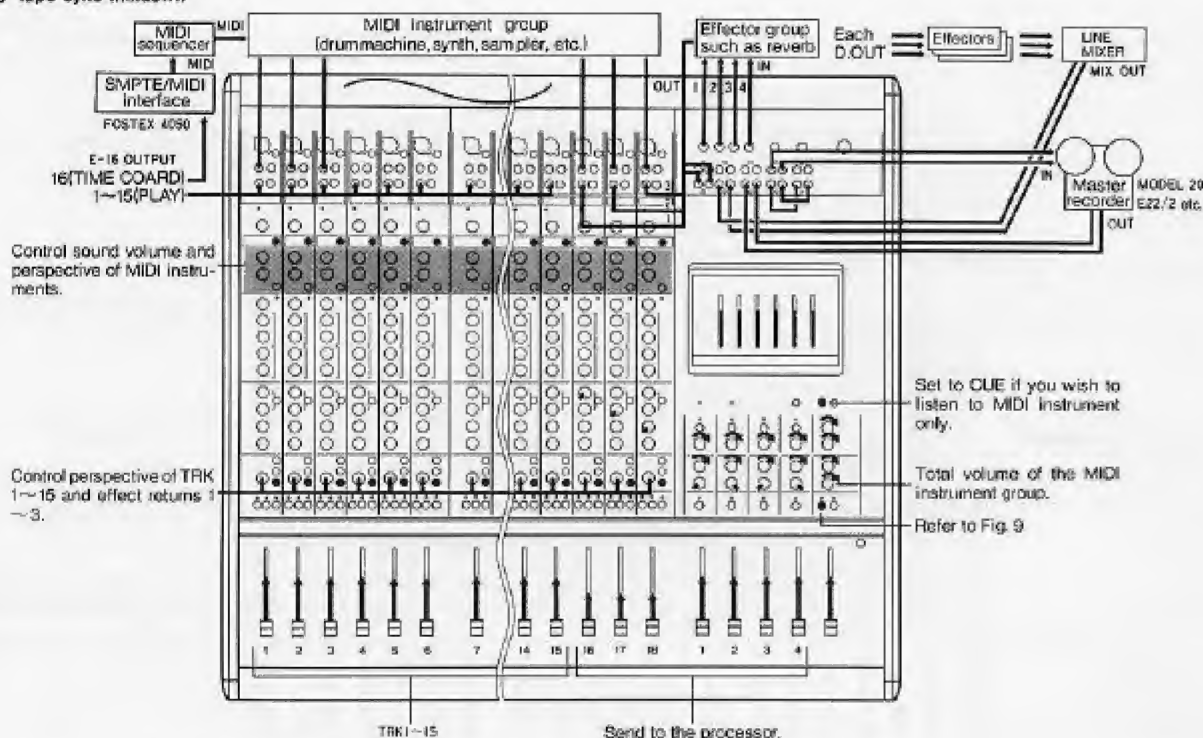 Tape sync mixdown.
MIDI sequencer
MIDI
MIDI
MIDI instrument group
(drummachine, synth, sampler, etc.)
SMPTE/MIDI
interface
FOSTEX 4050
E-16 OUTPUT
16(TIME COARD)
1~15(PLAY)
Effector group
such as reverb
IN
OUT
1 2 3 4
Each
D.OUT
Effectors
LINE
MIXER
MIX. OUT
IN
Master
recorder
OUT
MODEL 20
E22/2 etc.
Control sound volume and
perspective of MIDI instru-
ments.
Control perspective of TRK
1~15 and effect returns 1
~3.
Set to CUE if you wish to
listen to MIDI instrument
only.
Total volume of the MIDI
instrument group.
Refer to Fig. 9
1 2 3 4 5 6 7 14 15 16 17 18 1 2 3 4
TRK1~15
Send to the processor.